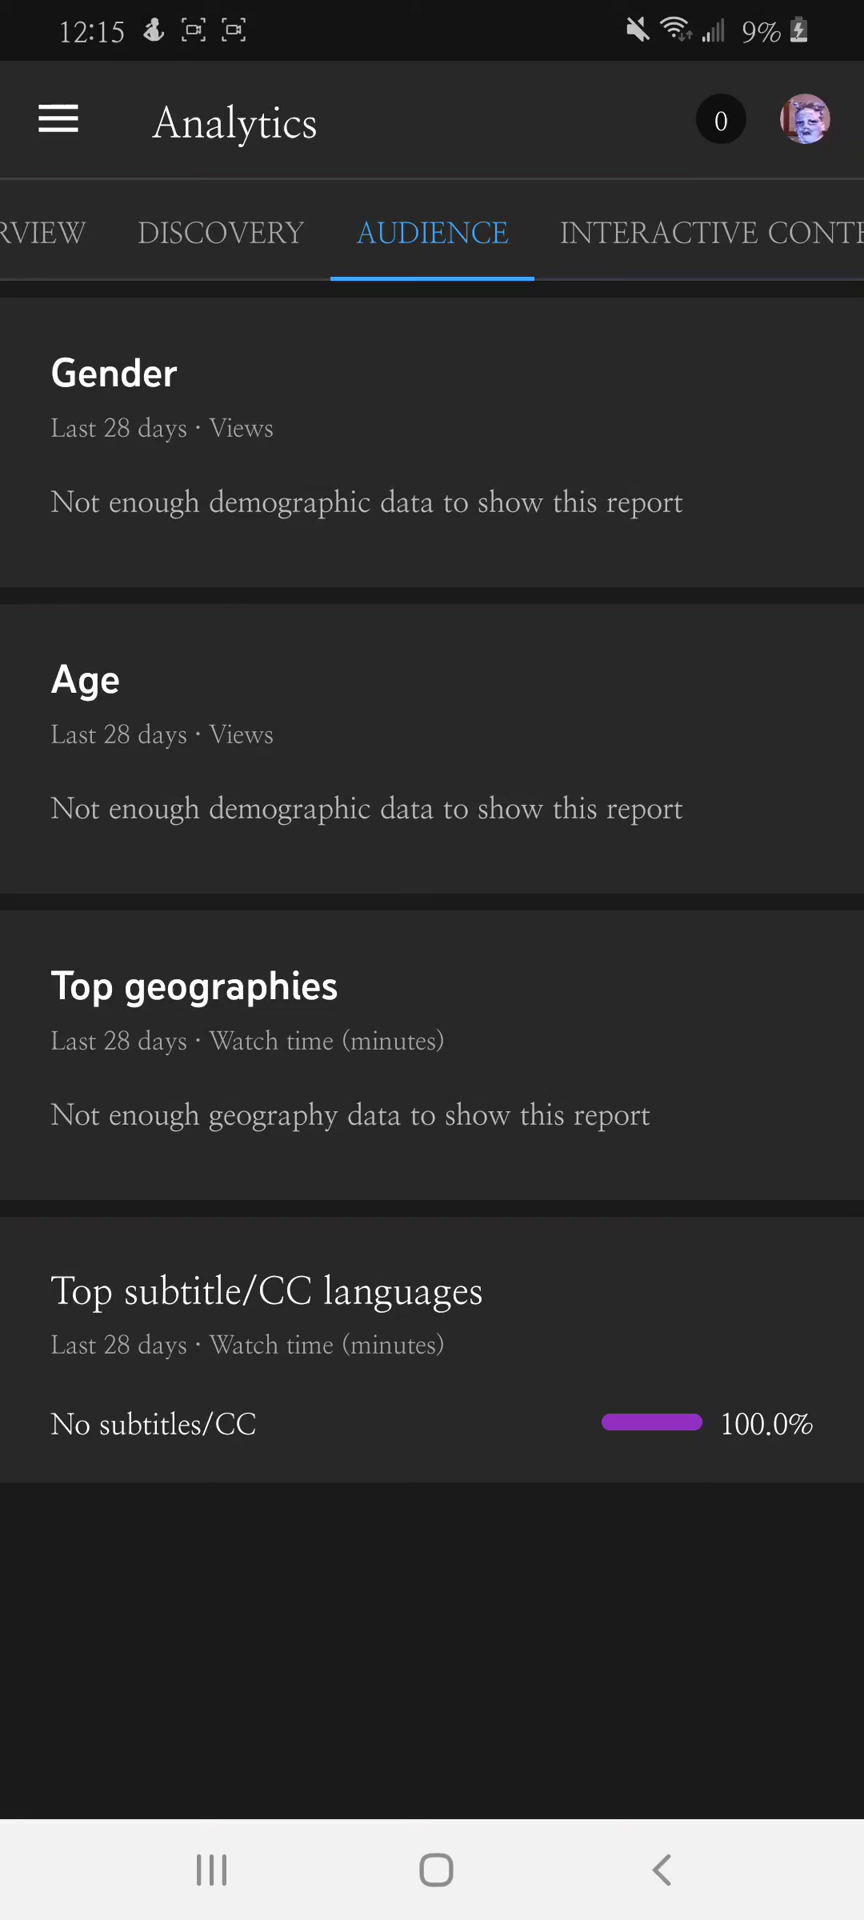 12:15
9%
Analytics
0
RVIEW
DISCOVERY
AUDIENCE
INTERACTIVE CONTE
Gender
Last 28 days · Views
Not enough demographic data to show this report
Age
Last 28 days · Views
Not enough demographic data to show this report
Top geographies
Last 28 days · Watch time (minutes)
Not enough geography data to show this report
Top subtitle/CC languages
Last 28 days · Watch time (minutes)
No subtitles/CC
100.0%